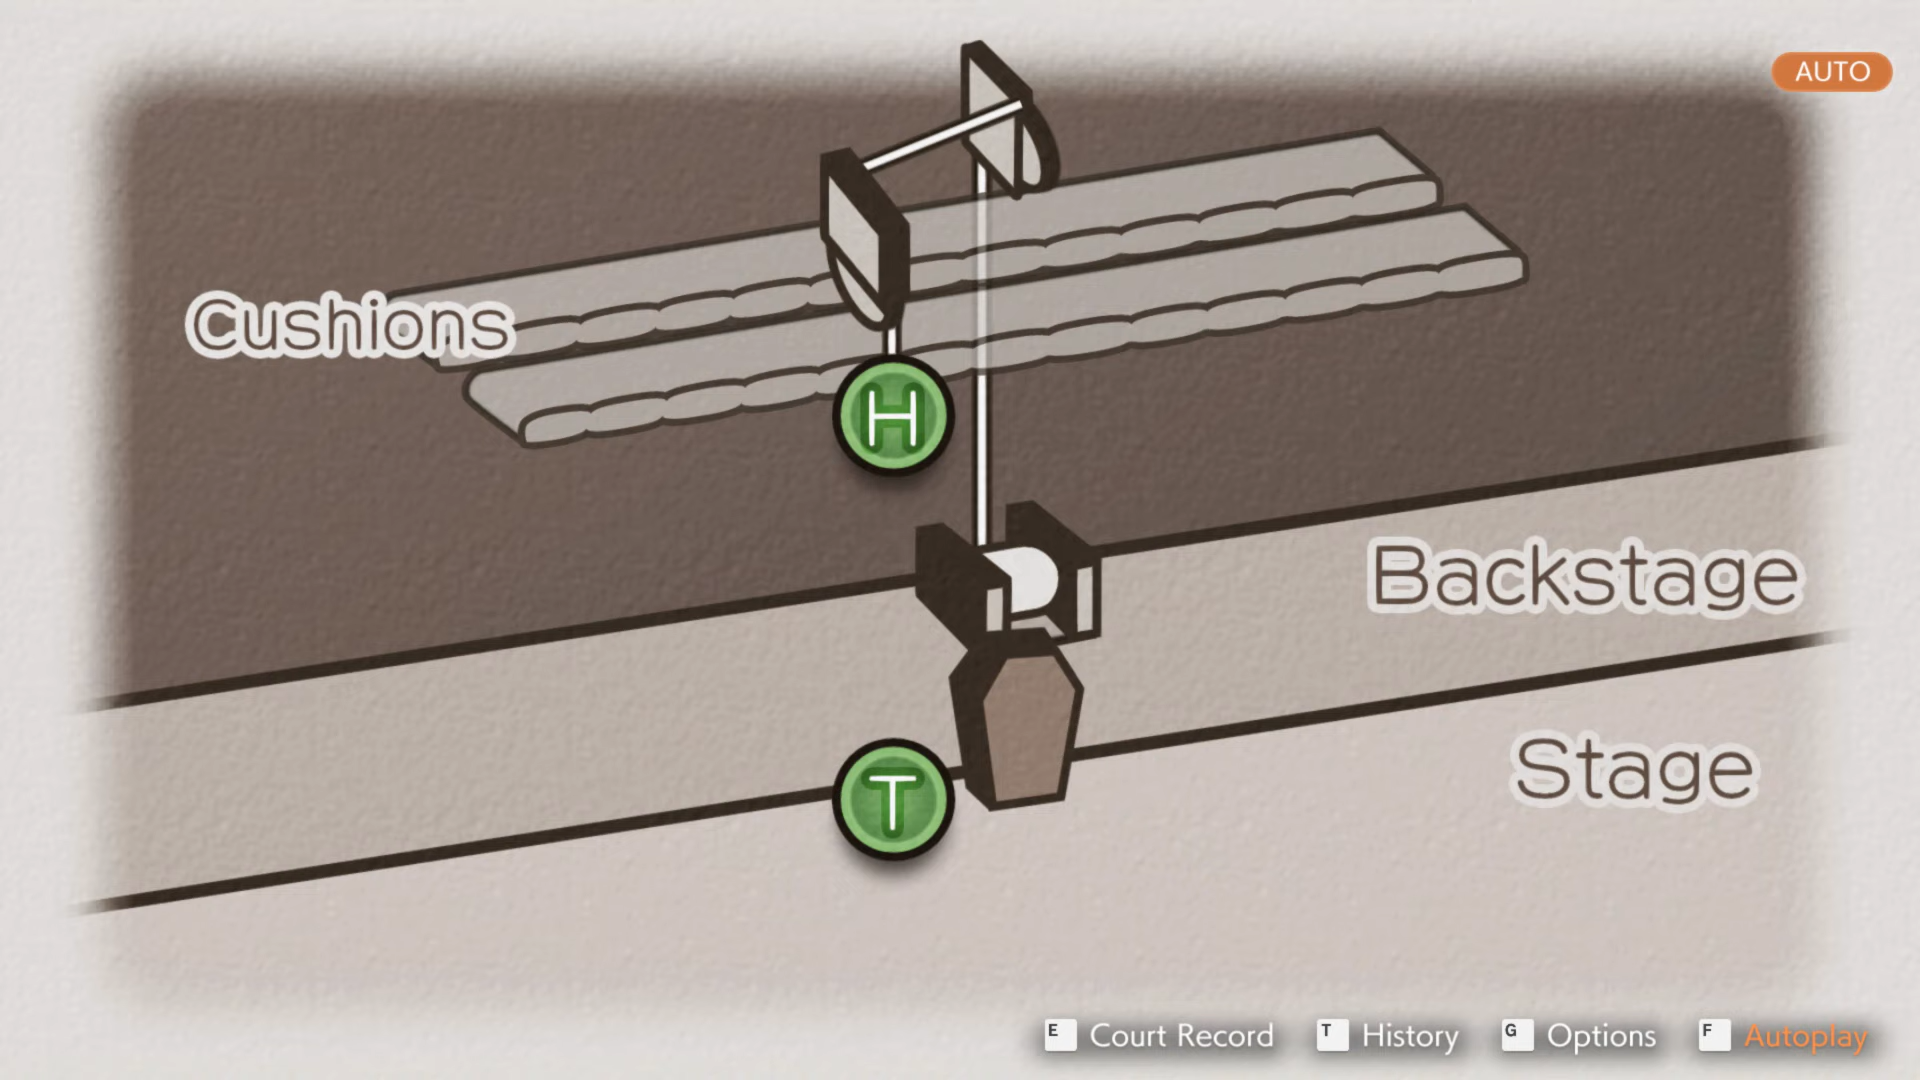 AUTO
Cushions
H
Backstage
T
Stage
E Court Record T History G Options F Autoplay